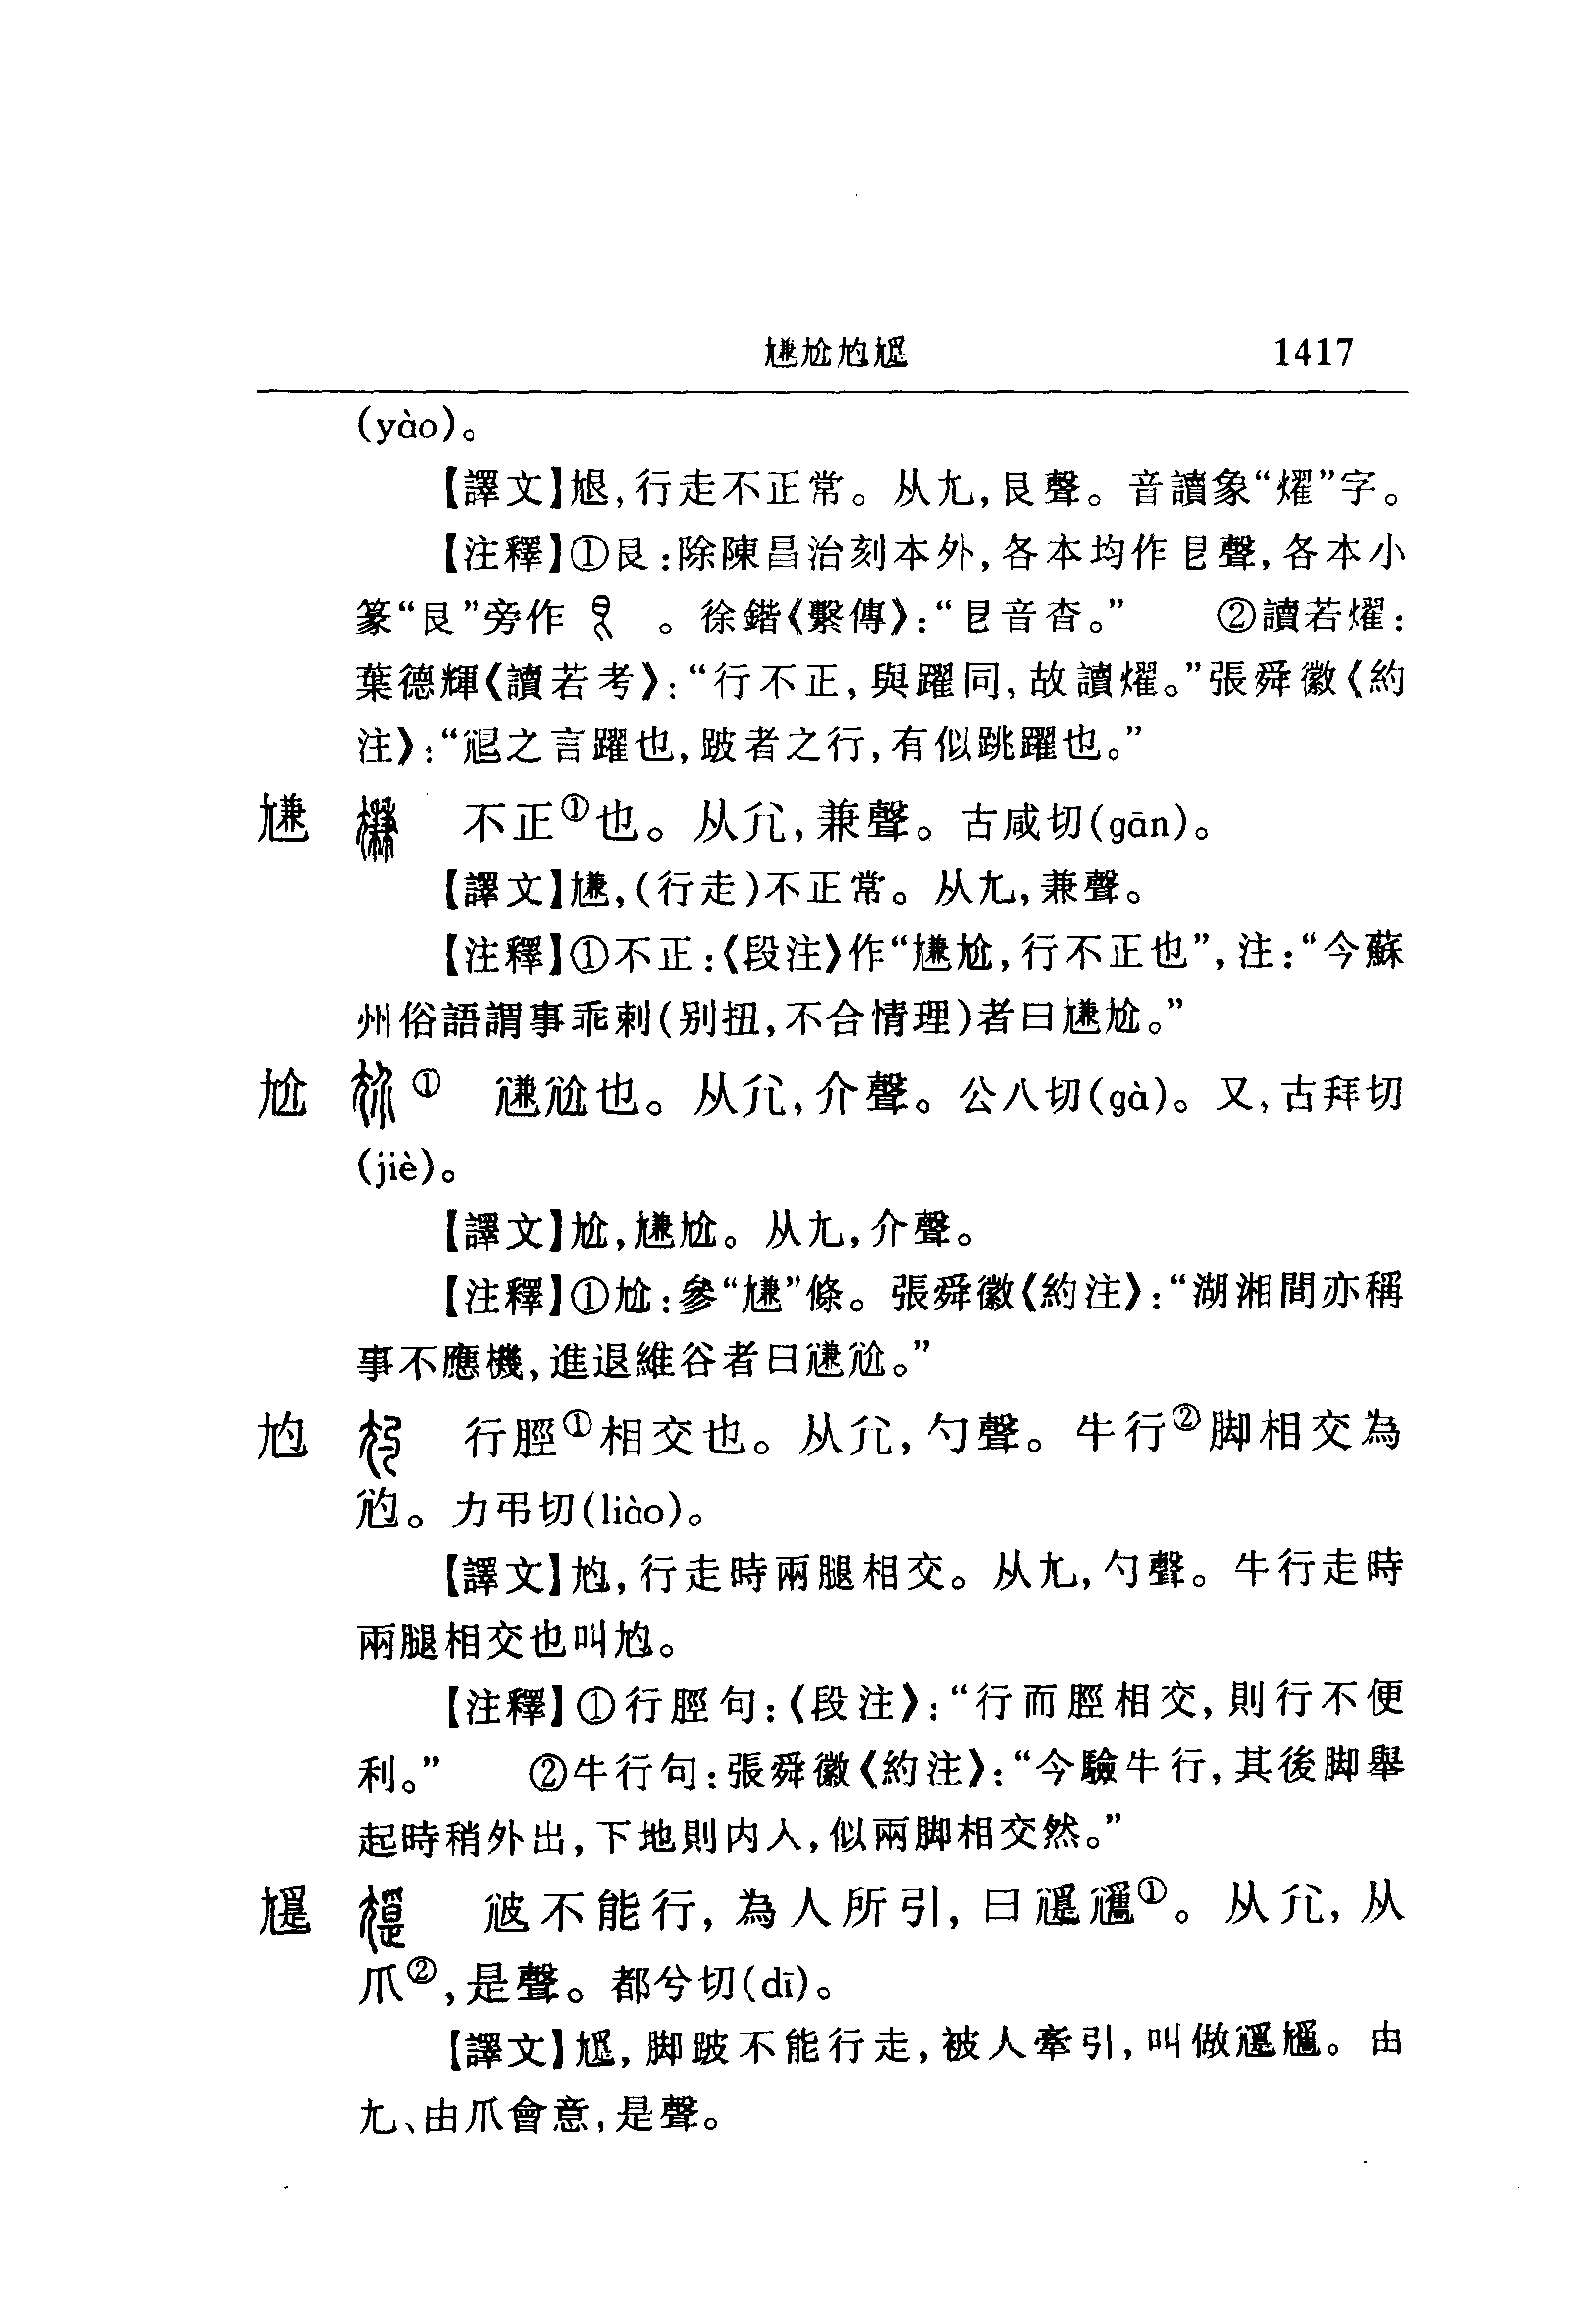 尲尬尥尳 1417
(yào)。
【譯文】尮,行走不正常。从尢,艮聲。音讀象“燿”字。
【注釋】①艮:除陳昌治刻本外,各本均作皀聲,各本小
篆“艮”旁作 。徐鍇《繫傳》:“皀音杳。” ②讀若燿:
葉德輝《讀若考》:“行不正,與躍同,故讀燿。”張舜徽《約
注》:“之言躍也,跛者之行,有似跳躍也。”
尲 不正①也。从㝿,兼聲。古咸切(gān)。
【譯文】尲,(行走)不正常。从尢,兼聲。
【注釋】①不正:《段注》作“尲尬,行不正也”,注:“今蘇
州俗語謂事乖剌(别扭,不合情理)者曰尲尬。”
尬 ① 尲尬也。从㝿,介聲。公八切(gà)。又,古拜切
(jiè)。
【譯文】尬,尲尬。从尢,介聲。
【注釋】①尬:參“尲”條。張舜徽《約注》:“湖湘間亦稱
事不應機,進退維谷者曰尲尬。”
尥 行脛①相交也。从㝿,勺聲。牛行②脚相交為
尥。力弔切(liào)。
【譯文】尥,行走時兩腿相交。从尢,勺聲。牛行走時
兩腿相交也叫尥。
【注釋】①行脛句:《段注》:“行而脛相交,則行不便
利。” ②牛行句:張舜徽《約注》:“今驗牛行,其後脚舉
起時稍外出,下地則内入,似兩脚相交然。”
㝿皮不能行,為人所引,曰①。从㝿,从
爪②,是聲。都兮切(dī)。
【譯文】,脚跛不能行走,被人牽引,叫做。由
尢、由爪會意,是聲。